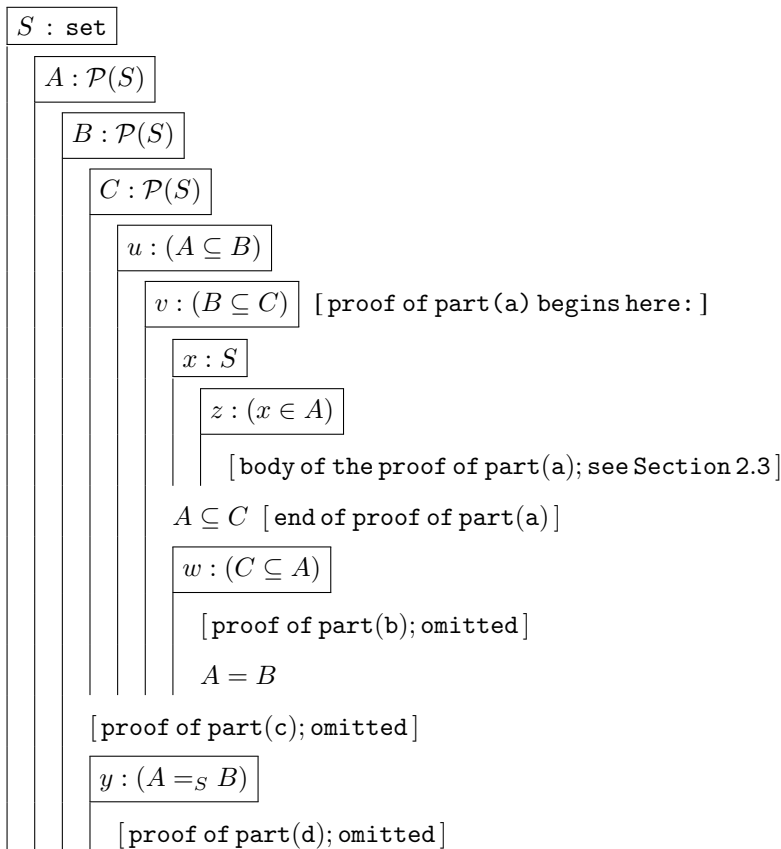 S : set
A : 𝒫(S)
B : 𝒫(S)
C : 𝒫(S)
u : (A ⊆ B)
v : (B ⊆ C) [proof of part(a) begins here: ]
x : S
z : (x ∈ A)
[body of the proof of part(a); see Section 2.3]
A ⊆ C [end of proof of part(a)]
w : (C ⊆ A)
[proof of part(b); omitted]
A = B
[proof of part(c); omitted]
y : (A =_S B)
[proof of part(d); omitted]